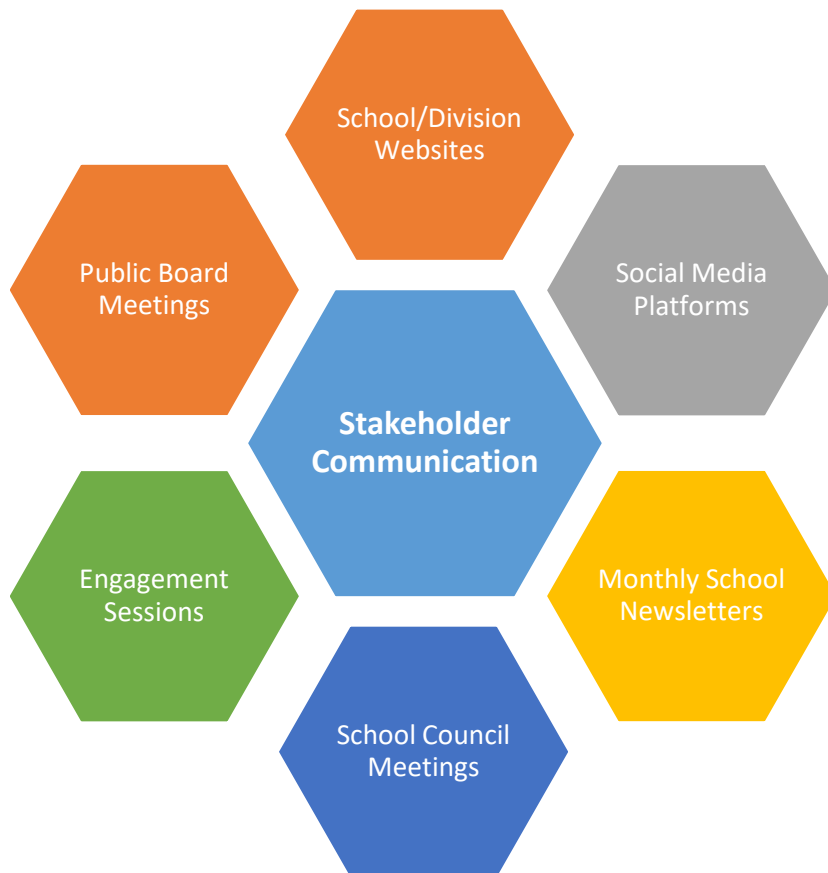 School/Division
Websites
Public Board
Meetings
Social Media
Platforms
Stakeholder
Communication
Engagement
Sessions
Monthly School
Newsletters
School Council
Meetings